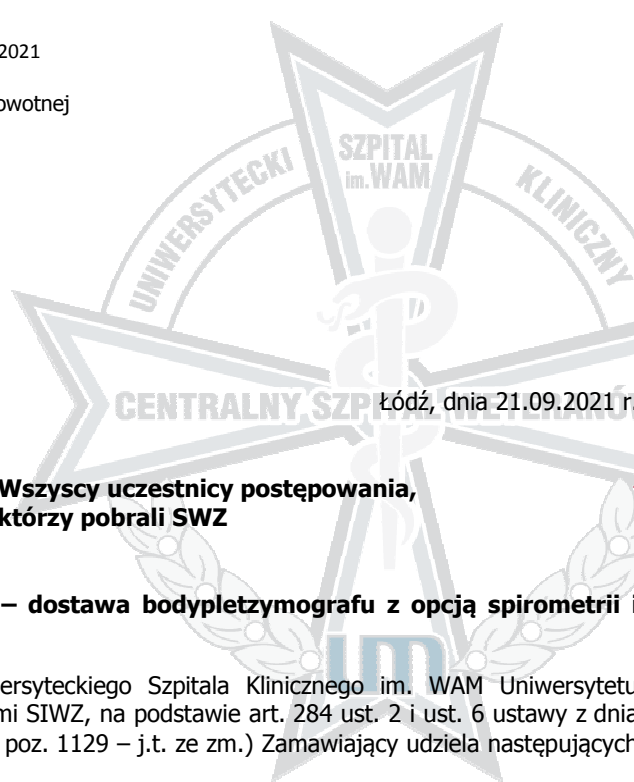 2021
owotnej
SZPITAL
im.WAM
UNIWERSYTECKI
KLINICZNY
CENTRALNY SZP
Łódź, dnia 21.09.2021 r.
Wszyscy uczestnicy postępowania,
którzy pobrali SWZ
– dostawa bodypletzymografu z opcją spirometrii i
ersyteckiego Szpitala Klinicznego im. WAM Uniwersytetu
mi SIWZ, na podstawie art. 284 ust. 2 i ust. 6 ustawy z dnia
poz. 1129 – j.t. ze zm.) Zamawiający udziela następujących